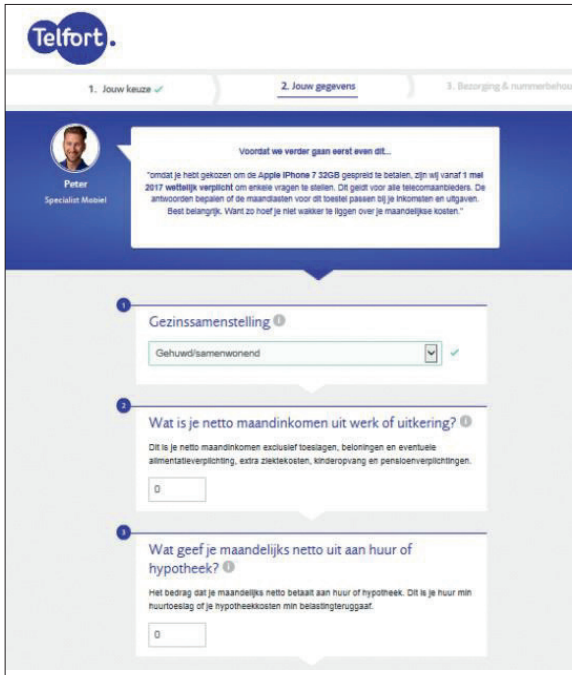 Telfort.
1. Jouw keuze ✓
2. Jouw gegevens
3. Bezorging & nummerbehou
Peter
Specialist Mobiel
Voordat we verder gaan eerst even dit...
"omdat je hebt gekozen om de Apple iPhone 7 32GB gespreid te betalen, zijn wij vanaf 1 mei
2017 wettelijk verplicht om enkele vragen te stellen. Dit geldt voor alle telecomaanbieders. De
antwoorden bepalen of de maandlasten voor dit toestel passen bij je inkomsten en uitgaven.
Best belangrijk. Want zo hoef je niet wakker te liggen over je maandelijkse kosten."
1
Gezinssamenstelling i
Gehuwd/samenwonend
2
Wat is je netto maandinkomen uit werk of uitkering? i
Dit is je netto maandinkomen exclusief toeslagen, beloningen en eventuele
alimentatieverplichting, extra ziektekosten, kinderopvang en pensioenverplichtingen.
0
3
Wat geef je maandelijks netto uit aan huur of
hypotheek? i
Het bedrag dat je maandelijks netto betaalt aan huur of hypotheek. Dit is je huur min
huurtoeslag of je hypotheekkosten min belastingteruggaaf.
0